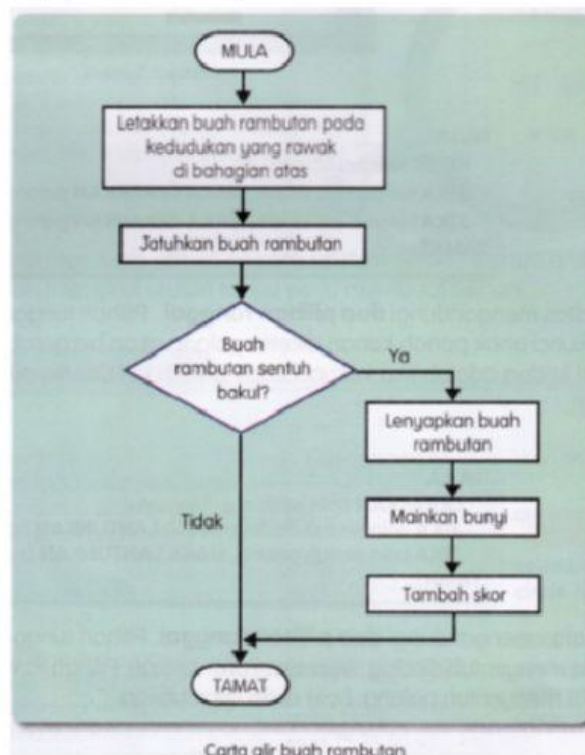 MULA
Letakkan buah rambutan pada
kedudukan yang rawak
di bahagian atas
Jatuhkan buah rambutan
Buah
rambutan sentuh
bakul?
Ya
Lenyapkan buah
rambutan
Mainkan bunyi
Tidak
Tambah skor
TAMAT
Carta alir buah rambutan